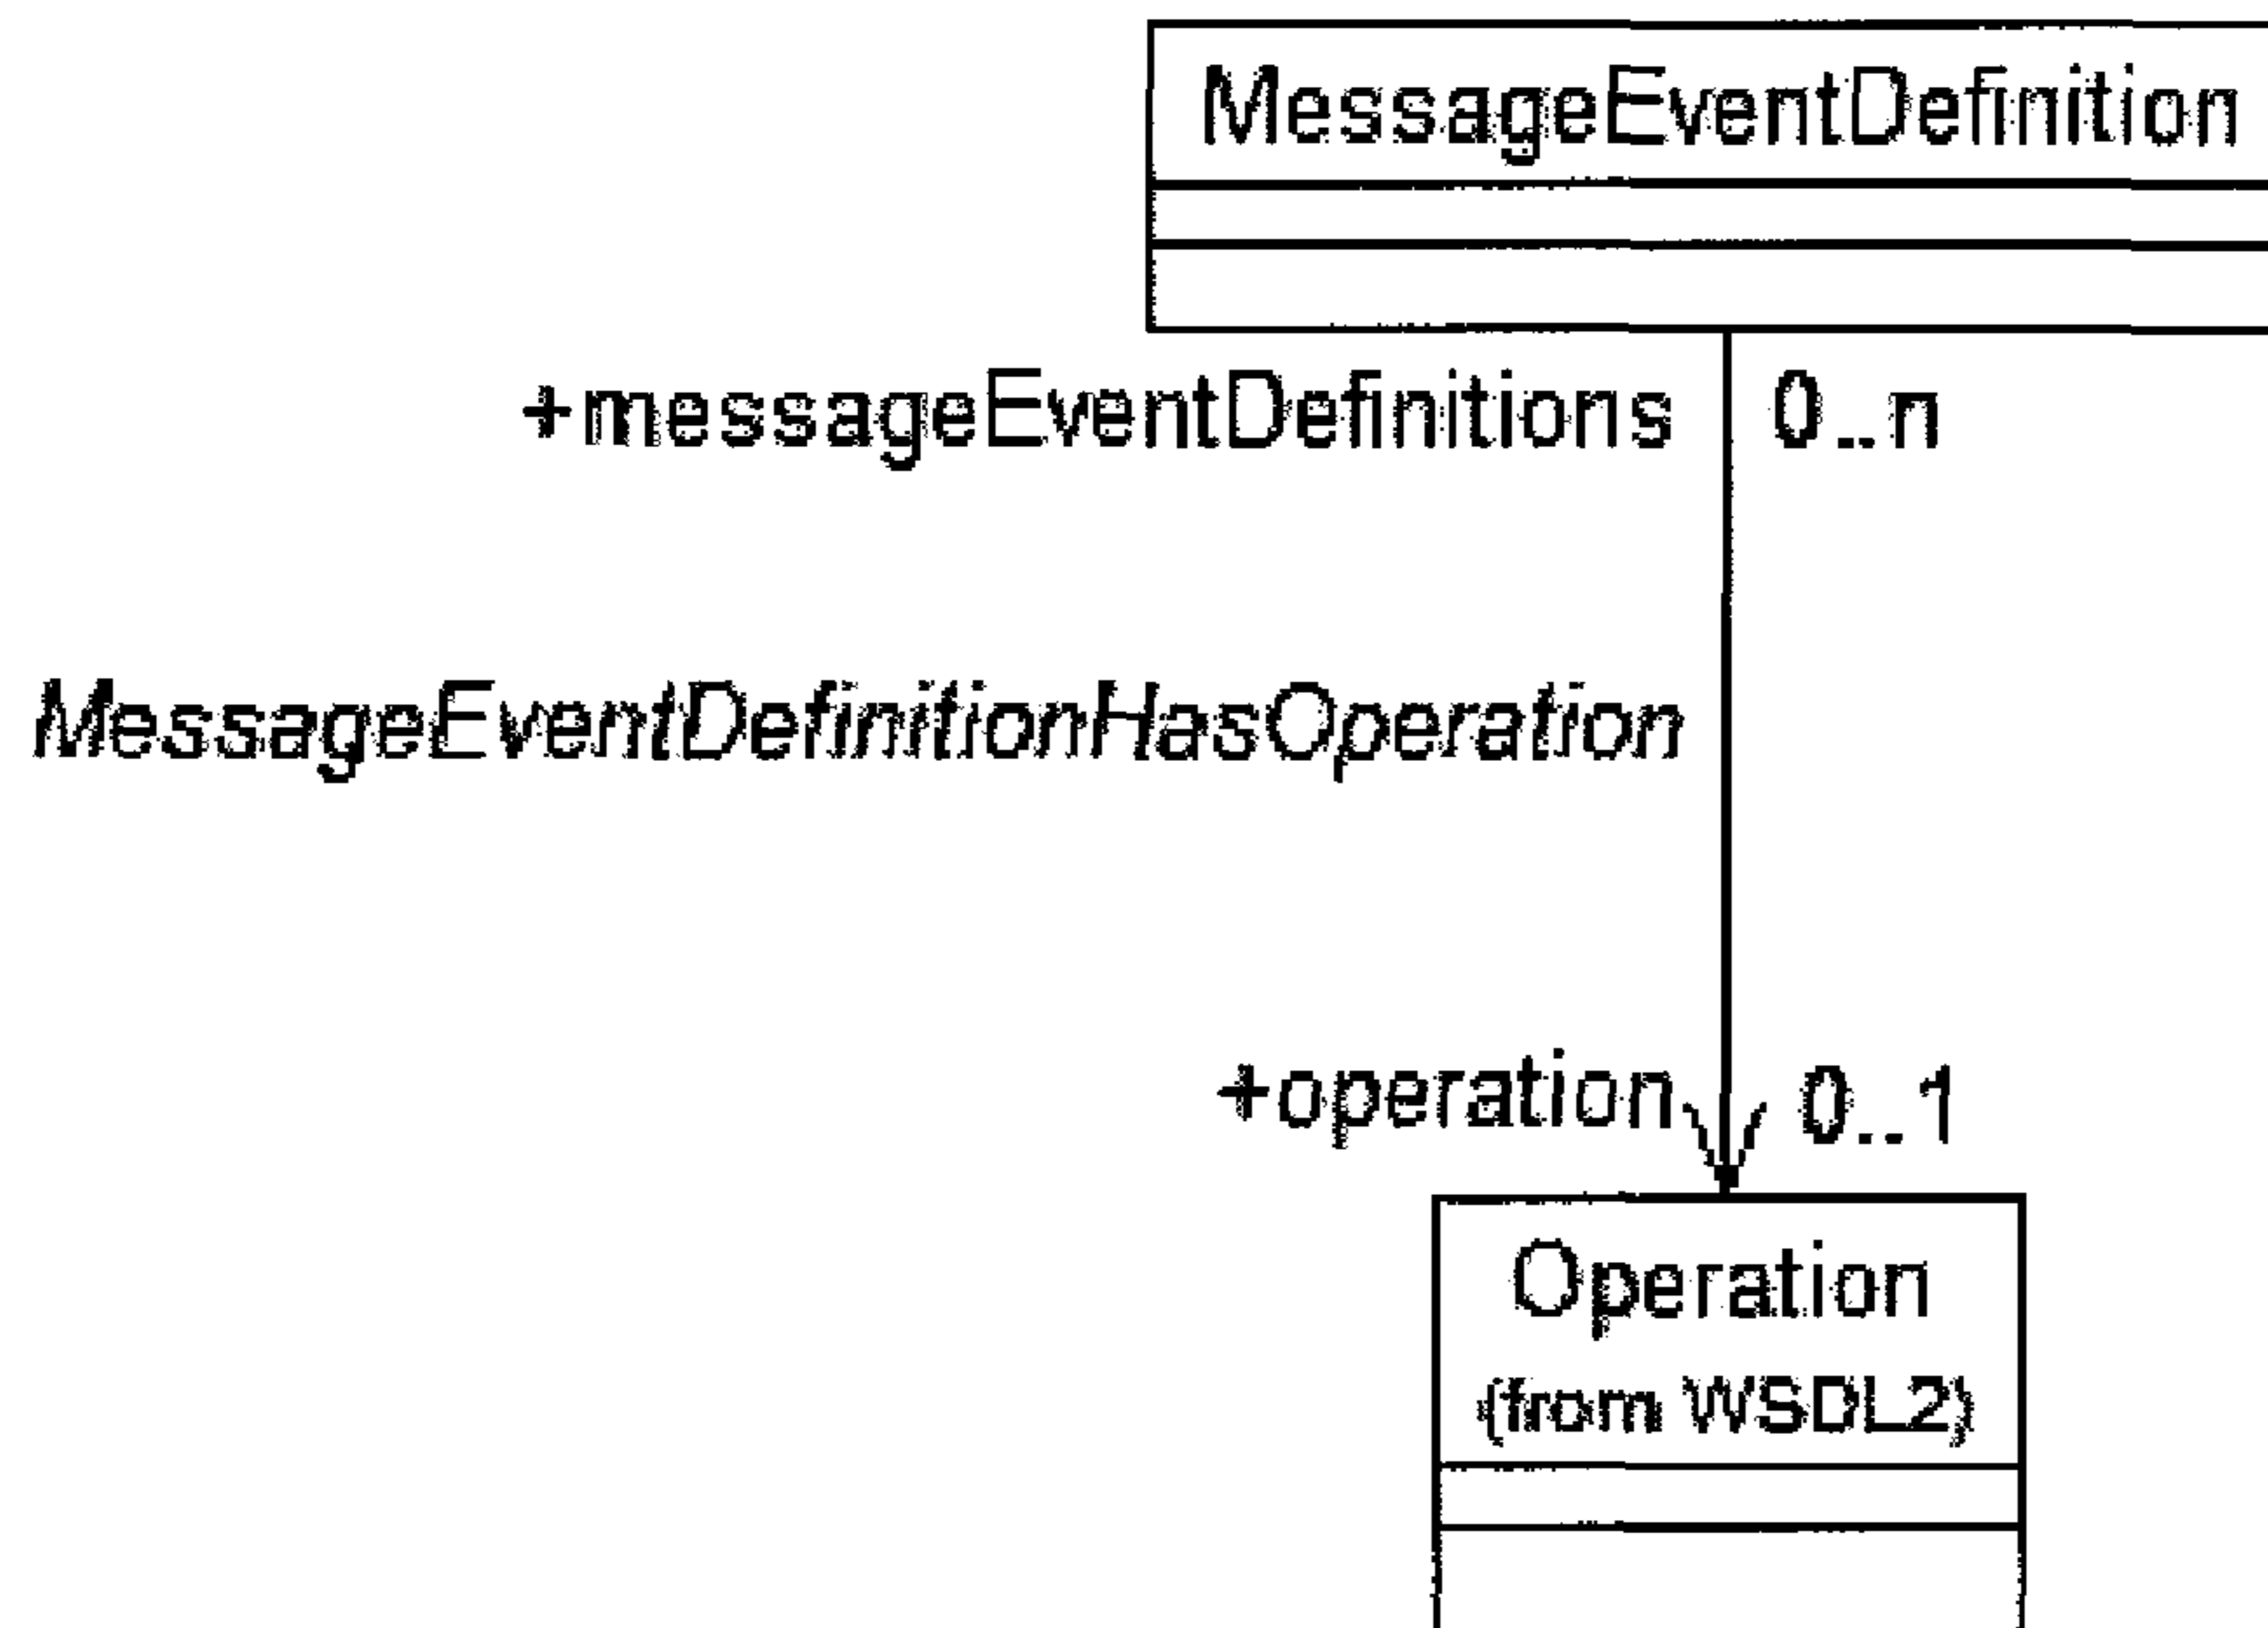 MessageEventDefinition
+messageEventDefinitions 0..n
MessageEventDefinitionHasOperation
+operation 0..1
Operation
(from WSDL2)